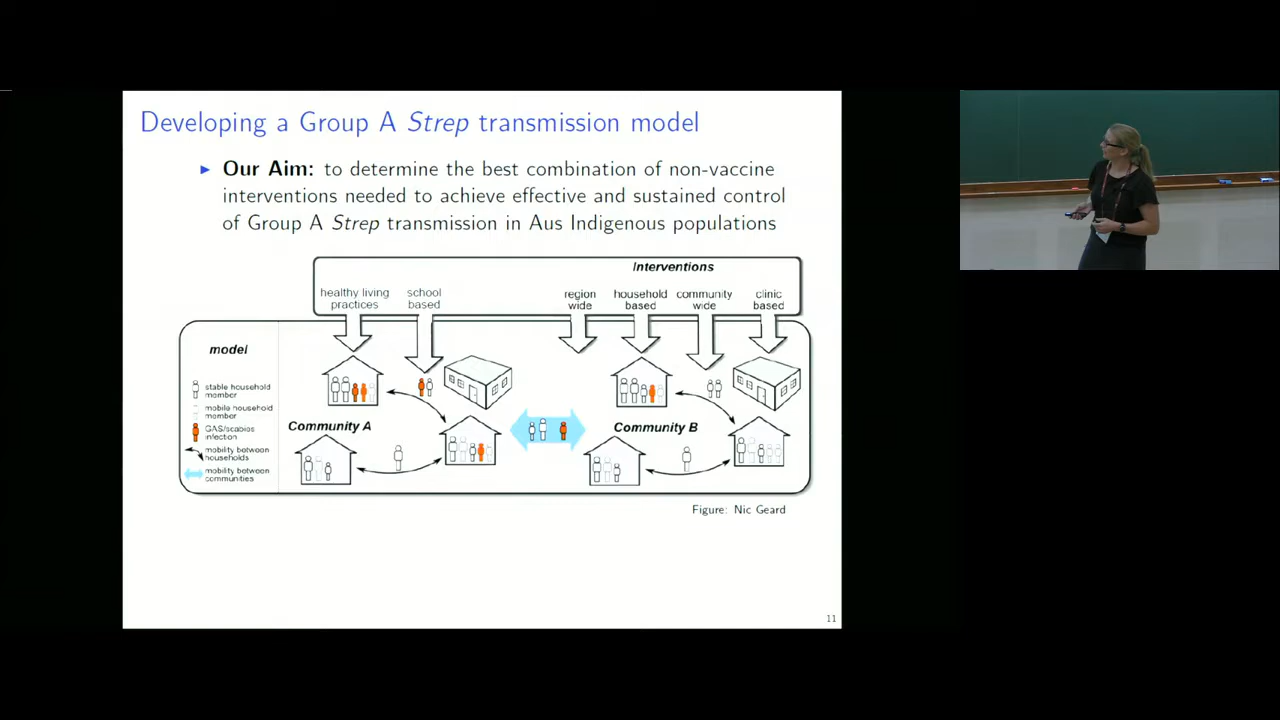 Developing a Group A Strep transmission model
► Our Aim: to determine the best combination of non-vaccine
interventions needed to achieve effective and sustained control
of Group A Strep transmission in Aus Indigenous populations
Interventions
healthy living
practices
school
based
region
wide
household
based
community
wide
clinic
based
model
stable household
member
mobile household
member
GAS/scabies
infection
mobility between
households
mobility between
communities
Community A
Community B
Figure: Nic Geard
11